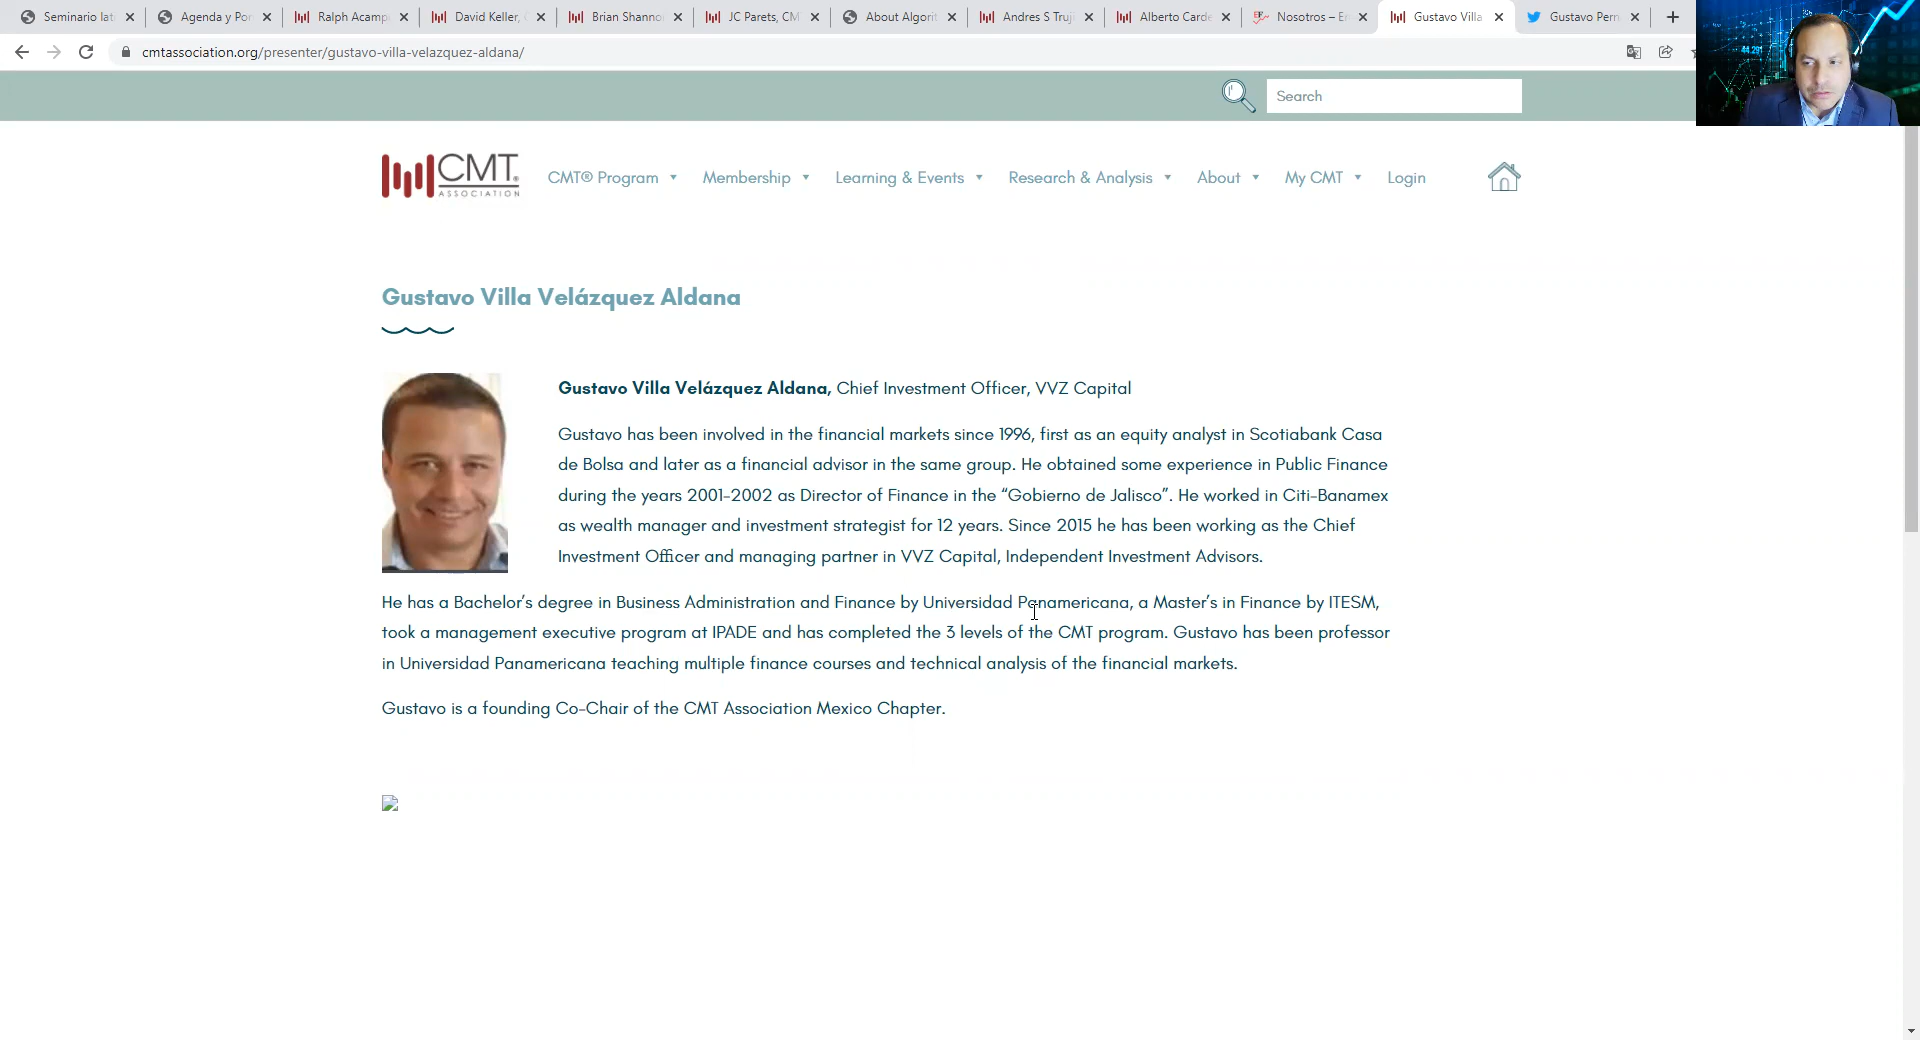 Seminario lat
Agenda y Por
Ralph Acamp
David Keller,
Brian Shanno
JC Parets, CM
About Algorit
Andres S Truji
Alberto Carde
Nosotros – E
Gustavo Villa
Gustavo Pern
cmtassociation.org/presenter/gustavo-villa-velazquez-aldana/
Search
CMT®
ASSOCIATION
CMT® Program
Membership
Learning & Events
Research & Analysis
About
My CMT
Login
Gustavo Villa Velázquez Aldana
Gustavo Villa Velázquez Aldana, Chief Investment Officer, VVZ Capital
Gustavo has been involved in the financial markets since 1996, first as an equity analyst in Scotiabank Casa
de Bolsa and later as a financial advisor in the same group. He obtained some experience in Public Finance
during the years 2001-2002 as Director of Finance in the “Gobierno de Jalisco”. He worked in Citi-Banamex
as wealth manager and investment strategist for 12 years. Since 2015 he has been working as the Chief
Investment Officer and managing partner in VVZ Capital, Independent Investment Advisors.
He has a Bachelor’s degree in Business Administration and Finance by Universidad Panamericana, a Master’s in Finance by ITESM,
took a management executive program at IPADE and has completed the 3 levels of the CMT program. Gustavo has been professor
in Universidad Panamericana teaching multiple finance courses and technical analysis of the financial markets.
Gustavo is a founding Co-Chair of the CMT Association Mexico Chapter.